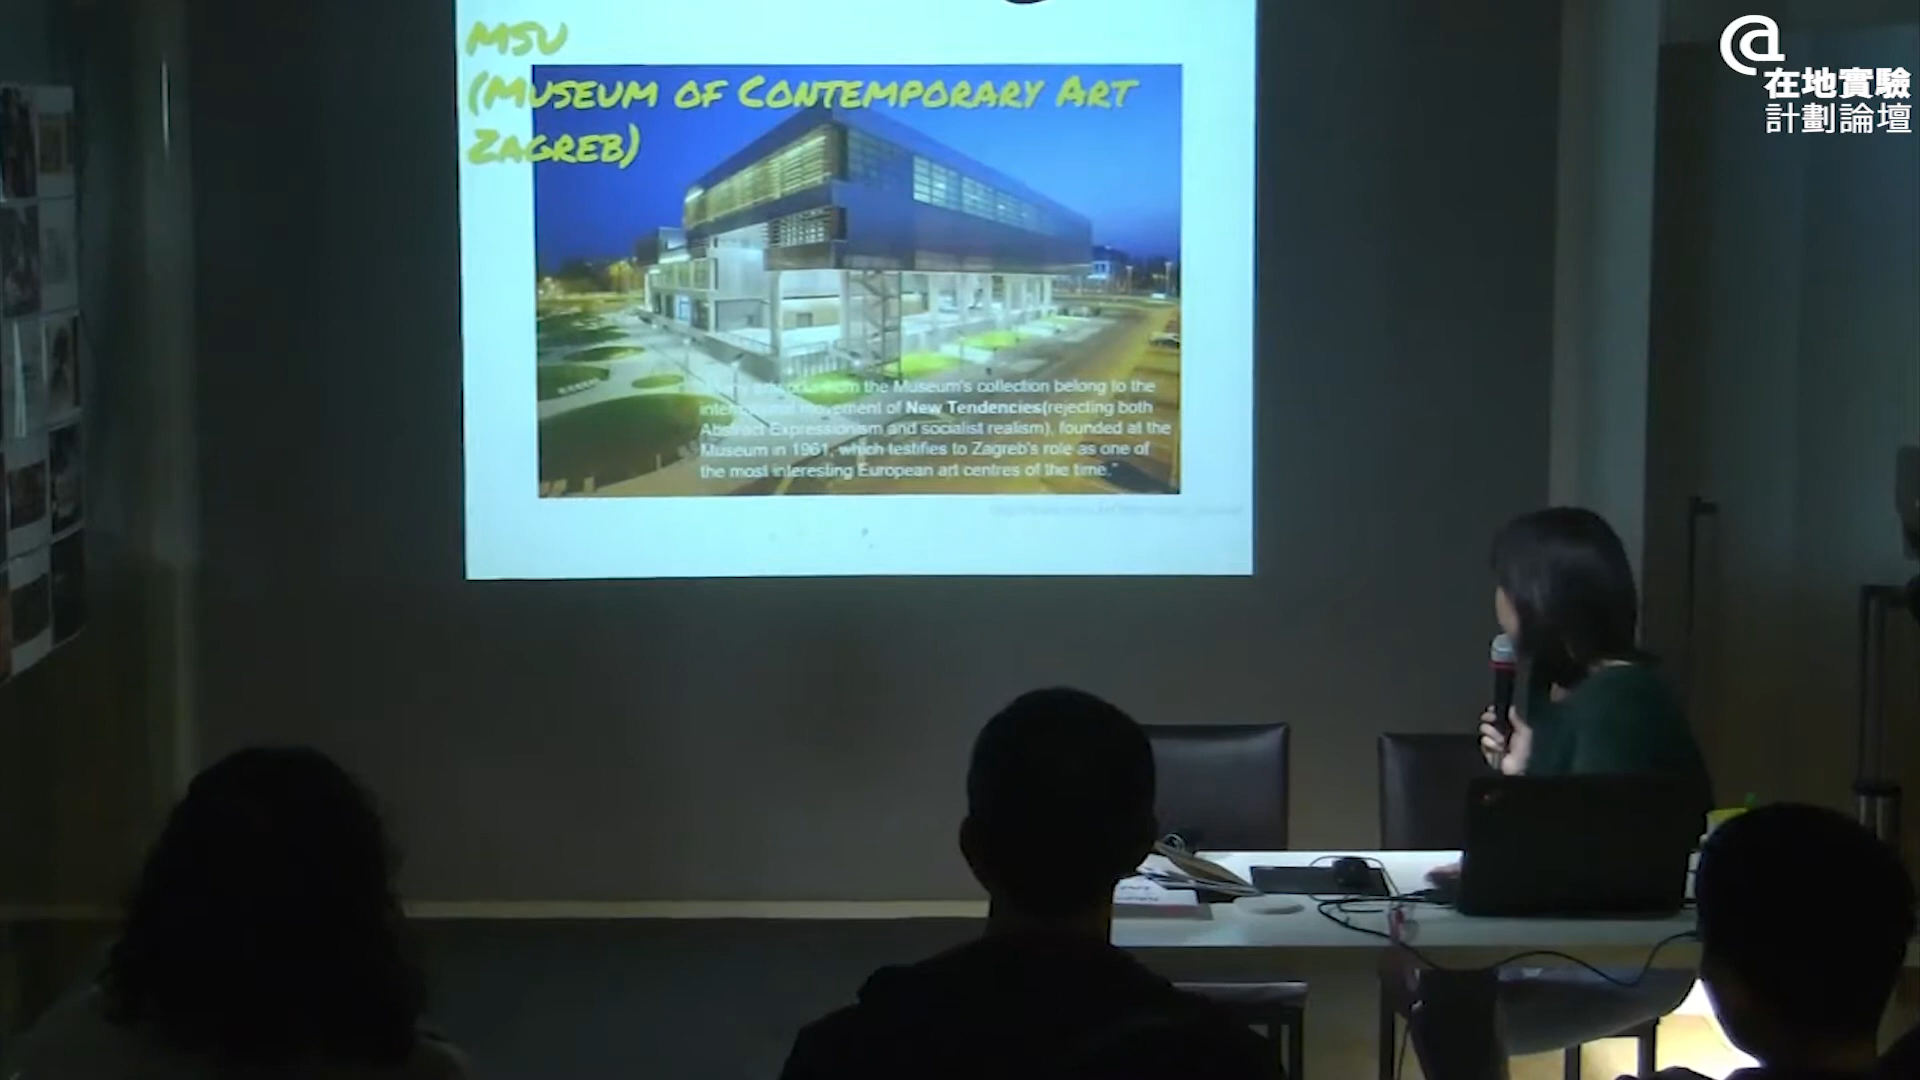 MSU
(Museum of Contemporary Art
Zagreb)
from the Museum's collection belong to the
international movement of New Tendencies(rejecting both
Abstract Expressionism and socialist realism), founded at the
Museum in 1961, which testifies to Zagreb's role as one of
the most interesting European art centres of the time."
@
在地實驗
計劃論壇